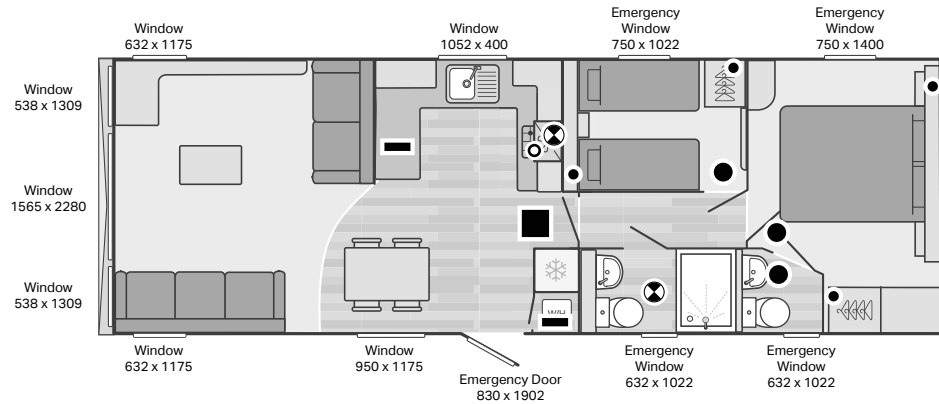 Window
632 x 1175
Window
1052 x 400
Emergency
Window
750 x 1022
Emergency
Window
750 x 1400
Window
538 x 1309
Window
1565 x 2280
Window
538 x 1309
Window
632 x 1175
Window
950 x 1175
Emergency Door
830 x 1902
Emergency
Window
632 x 1022
Emergency
Window
632 x 1022